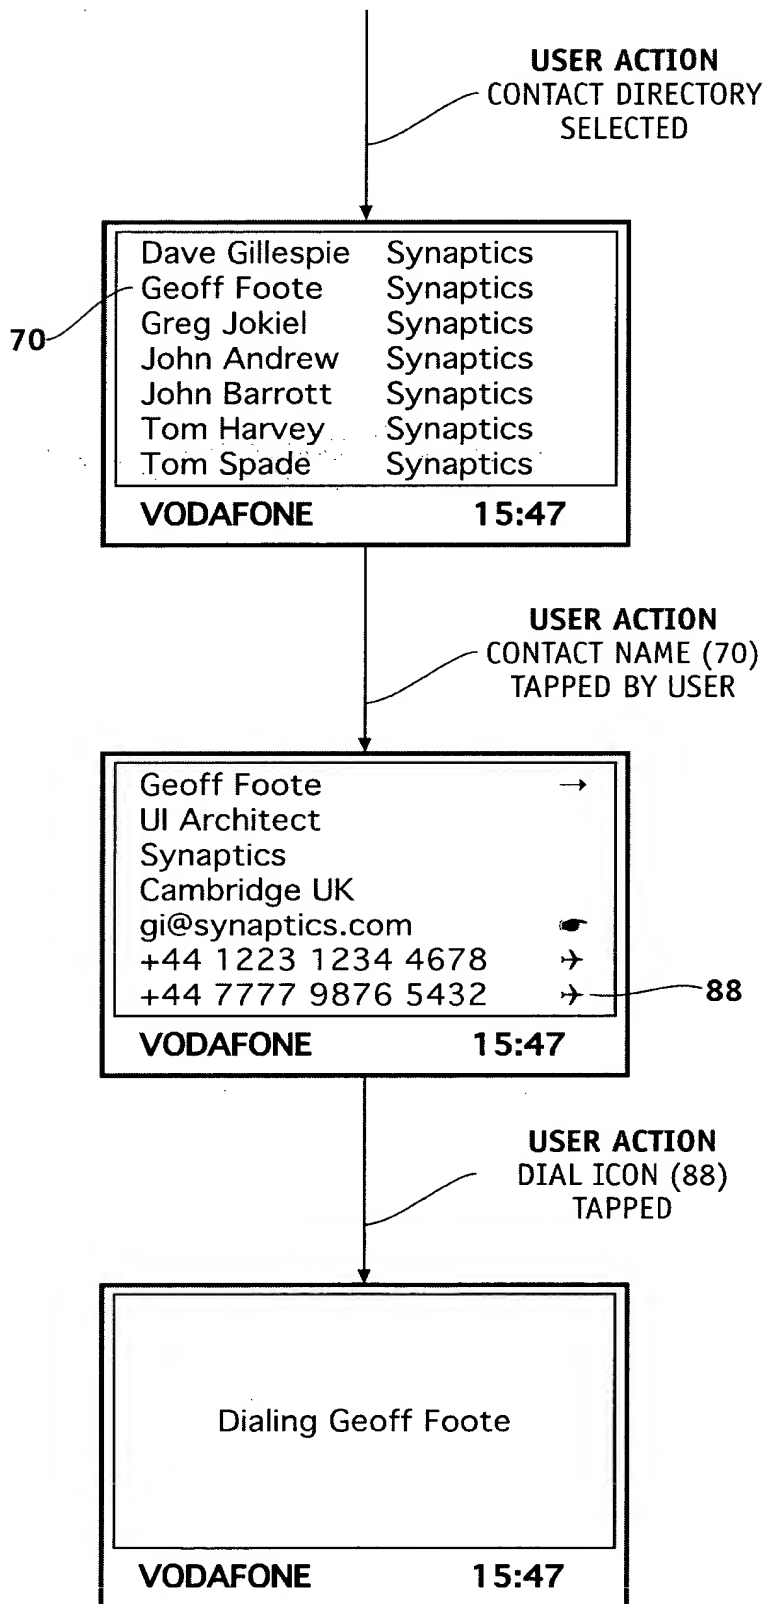 USER ACTION
CONTACT DIRECTORY
SELECTED
Dave Gillespie Synaptics
70
Geoff Foote Synaptics
Greg Jokiel Synaptics
John Andrew Synaptics
John Barrott Synaptics
Tom Harvey Synaptics
Tom Spade Synaptics
VODAFONE 15:47
USER ACTION
CONTACT NAME (70)
TAPPED BY USER
Geoff Foote →
UI Architect
Synaptics
Cambridge UK
gi@synaptics.com
+44 1223 1234 4678
+44 7777 9876 5432
88
VODAFONE 15:47
USER ACTION
DIAL ICON (88)
TAPPED
Dialing Geoff Foote
VODAFONE 15:47